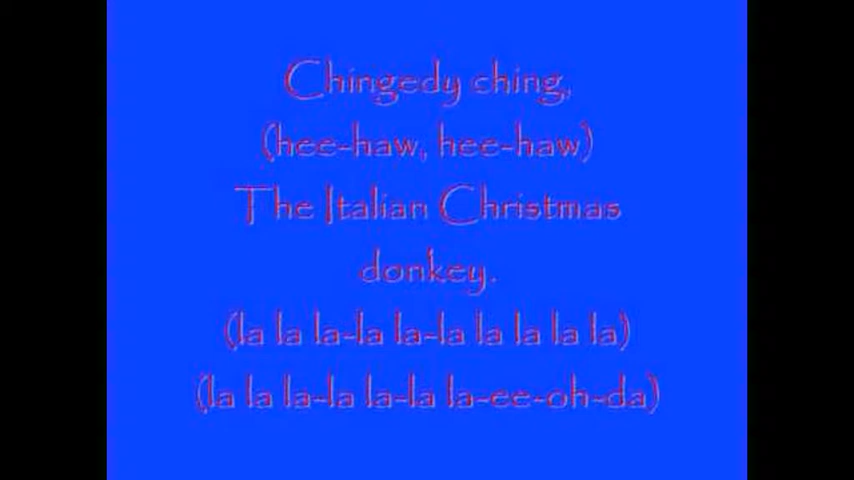 Chingedy ching,
(hee-haw, hee-haw)
The Italian Christmas
donkey.
(la la la-la la-la la la la la)
(la la la-la la-la la-ee-oh-da)